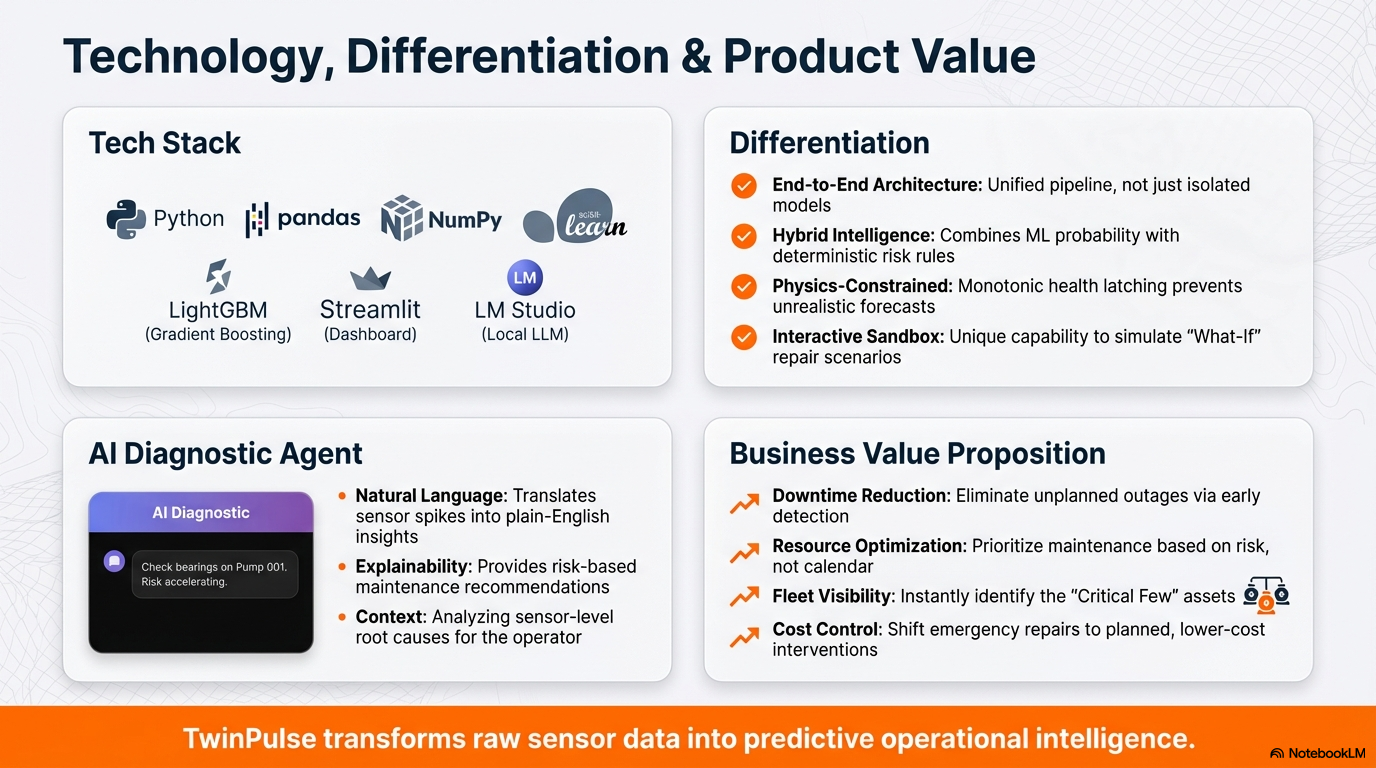 Technology, Differentiation & Product Value
Tech Stack
Python
pandas
NumPy
scikit-
learn
LightGBM
(Gradient Boosting)
Streamlit
(Dashboard)
LM
LM Studio
(Local LLM)
Differentiation
End-to-End Architecture: Unified pipeline, not just isolated
models
Hybrid Intelligence: Combines ML probability with
deterministic risk rules
Physics-Constrained: Monotonic health latching prevents
unrealistic forecasts
Interactive Sandbox: Unique capability to simulate “What-If”
repair scenarios
AI Diagnostic Agent
AI Diagnostic
Check bearings on Pump 001.
Risk accelerating.
Natural Language: Translates
sensor spikes into plain-English
insights
Explainability: Provides risk-based
maintenance recommendations
Context: Analyzing sensor-level
root causes for the operator
Business Value Proposition
Downtime Reduction: Eliminate unplanned outages via early
detection
Resource Optimization: Prioritize maintenance based on risk,
not calendar
Fleet Visibility: Instantly identify the “Critical Few” assets
Cost Control: Shift emergency repairs to planned, lower-cost
interventions
TwinPulse transforms raw sensor data into predictive operational intelligence.
NotebookLM